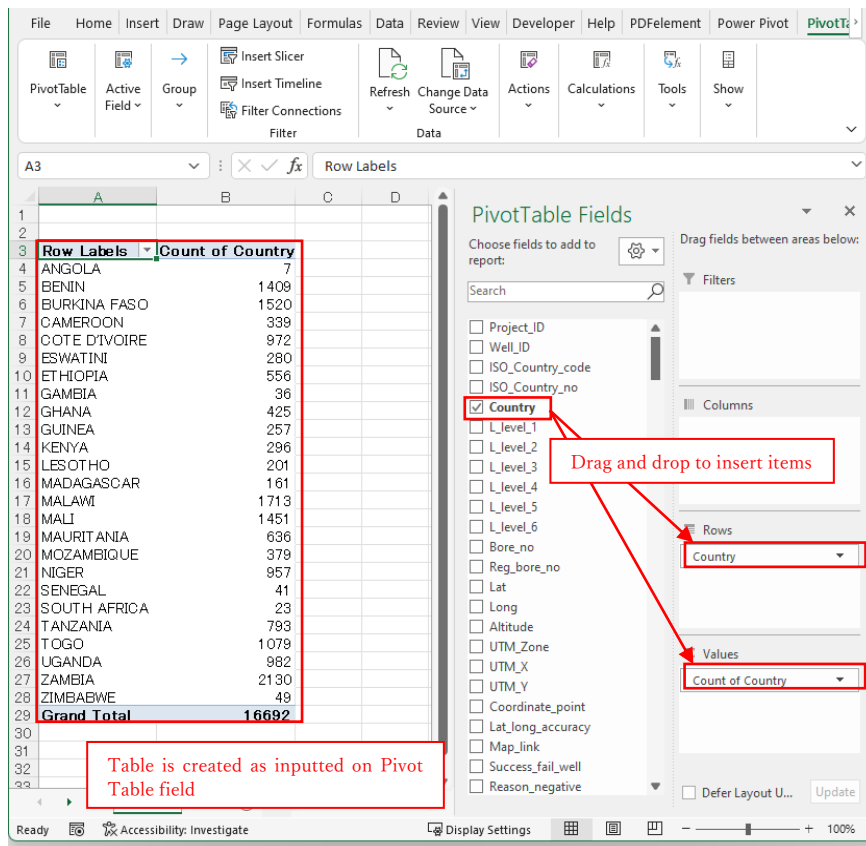 File Home Insert Draw Page Layout Formulas Data Review View Developer Help PDFelement Power Pivot PivotTa
PivotTable
Active Field
Group
Insert Slicer
Insert Timeline
Filter Connections
Filter
Refresh
Change Data Source
Data
Actions
Calculations
Tools
Show
A3
fx
Row Labels
A B C D
1
2
3 Row Labels Count of Country
4 ANGOLA 7
5 BENIN 1409
6 BURKINA FASO 1520
7 CAMEROON 339
8 COTE D'IVOIRE 972
9 ESWATINI 280
10 ETHIOPIA 556
11 GAMBIA 36
12 GHANA 425
13 GUINEA 257
14 KENYA 296
15 LESOTHO 201
16 MADAGASCAR 161
17 MALAWI 1713
18 MALI 1451
19 MAURITANIA 636
20 MOZAMBIQUE 379
21 NIGER 957
22 SENEGAL 41
23 SOUTH AFRICA 23
24 TANZANIA 793
25 TOGO 1079
26 UGANDA 982
27 ZAMBIA 2130
28 ZIMBABWE 49
29 Grand Total 16692
30
31
32
33
Table is created as inputted on Pivot
Table field
PivotTable Fields
Choose fields to add to
report:
Search
Project_ID
Well_ID
ISO_Country_code
ISO_Country_no
Country
L_level_1
L_level_2
L_level_3
L_level_4
L_level_5
L_level_6
Bore_no
Reg_bore_no
Lat
Long
Altitude
UTM_Zone
UTM_X
UTM_Y
Coordinate_point
Lat_long_accuracy
Map_link
Success_fail_well
Reason_negative
Drag fields between areas below:
Filters
Columns
Drag and drop to insert items
Rows
Country
Values
Count of Country
Defer Layout U...
Update
Ready
Accessibility: Investigate
Display Settings
100%